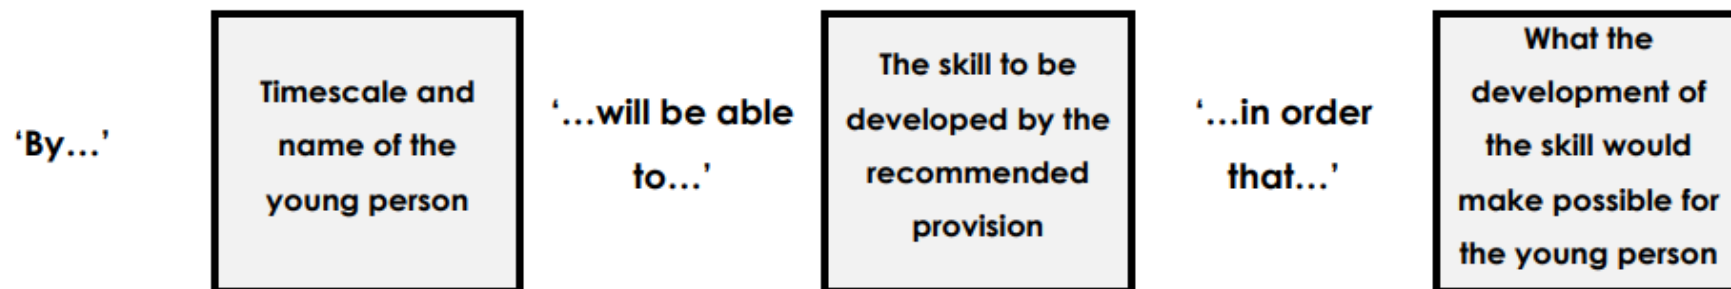 ‘By…’
Timescale and
name of the
young person
‘…will be able
to…’
The skill to be
developed by the
recommended
provision
‘…in order
that…’
What the
development of
the skill would
make possible for
the young person